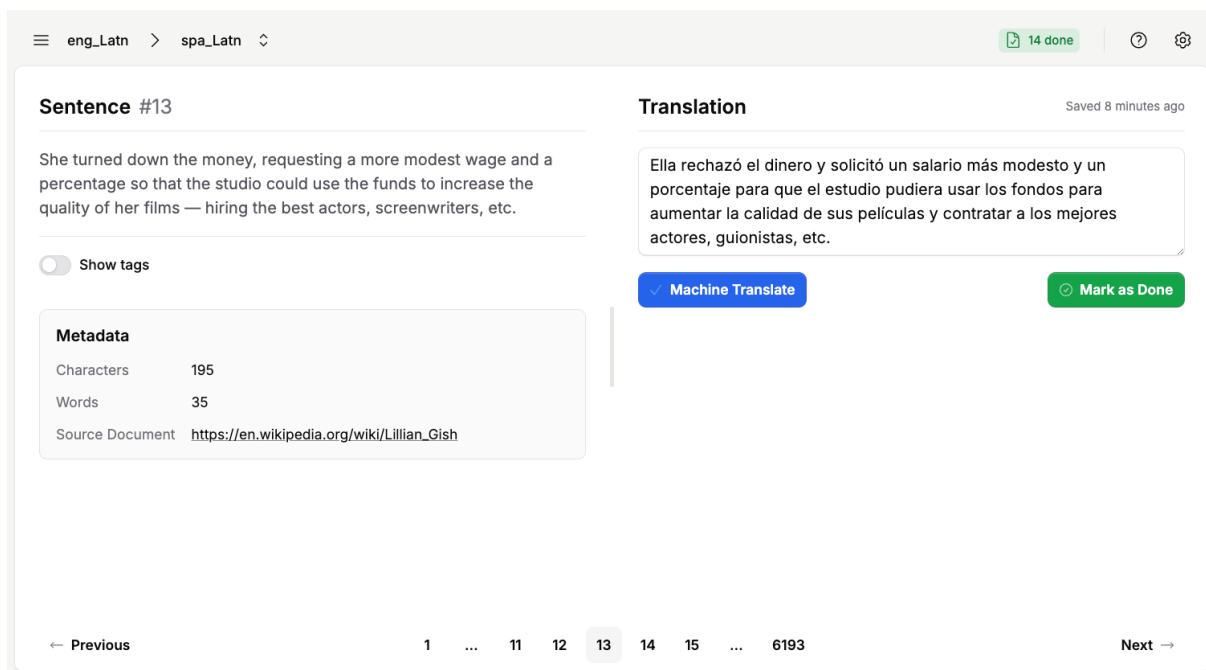 eng_Latn > spa_Latn
14 done
Sentence #13
She turned down the money, requesting a more modest wage and a
percentage so that the studio could use the funds to increase the
quality of her films — hiring the best actors, screenwriters, etc.
Show tags
Metadata
Characters 195
Words 35
Source Document https://en.wikipedia.org/wiki/Lillian_Gish
Translation
Saved 8 minutes ago
Ella rechazó el dinero y solicitó un salario más modesto y un
porcentaje para que el estudio pudiera usar los fondos para
aumentar la calidad de sus películas y contratar a los mejores
actores, guionistas, etc.
Machine Translate
Mark as Done
← Previous
1 ... 11 12 13 14 15 ... 6193
Next →